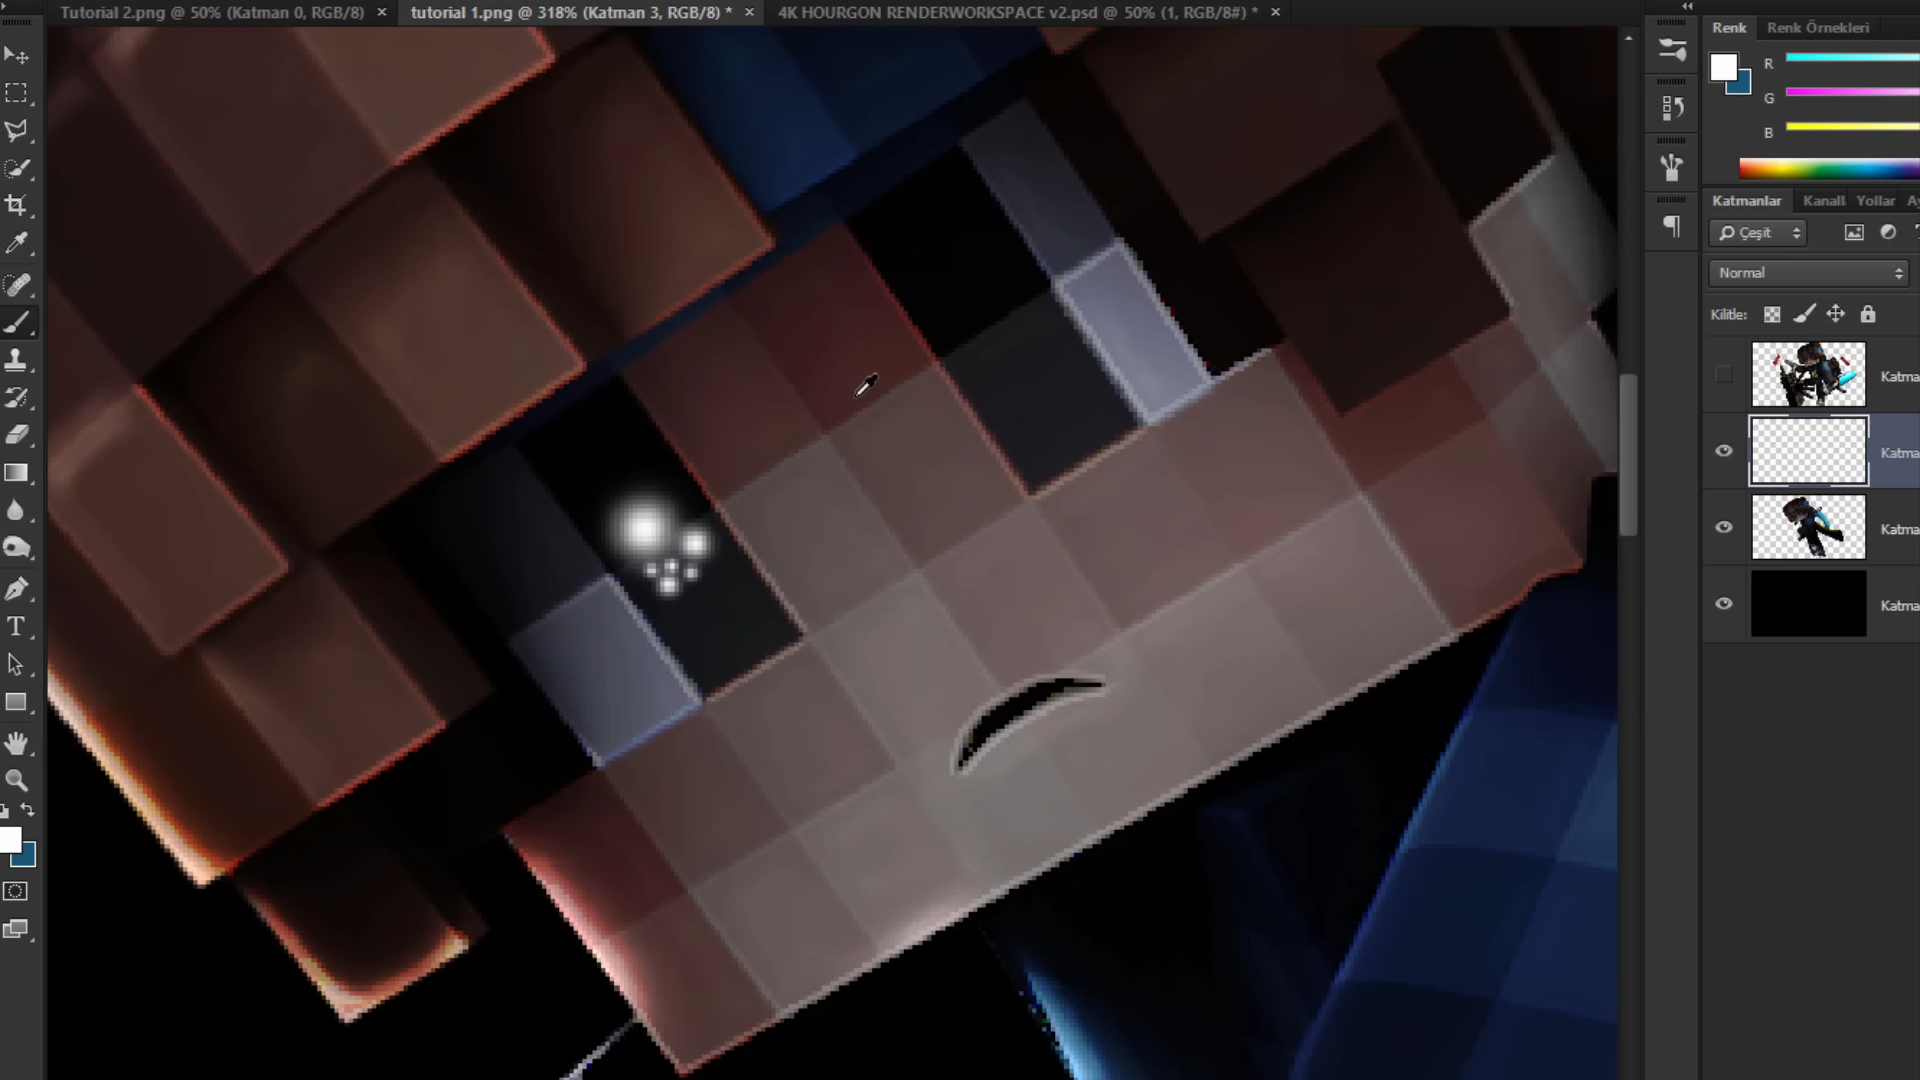 Tutorial 2.png @ 50% (Katman 0, RGB/8)
tutorial 1.png @ 318% (Katman 3, RGB/8) *
4K HOURGON RENDERWORKSPACE v2.psd @ 50% (1, RGB/8#) *
Renk
Renk Örnekleri
R
G
B
Katmanlar
Kanall
Yollar
Ay
Çeşit
Normal
Kilitle:
Katma
Katma
Katma
Katma
T